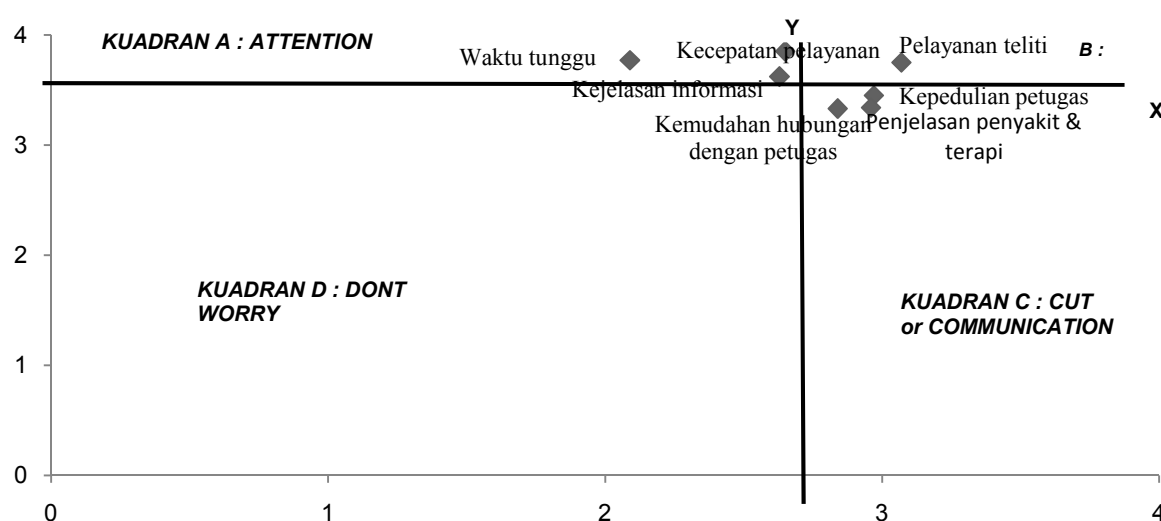 Y
4
KUADRAN A : ATTENTION
Waktu tunggu
Kecepatan pelayanan
Pelayanan teliti
B :
Kejelasan informasi
Kepedulian petugas
X
Kemudahan hubungan
dengan petugas
Penjelasan penyakit &
terapi
3
2
KUADRAN D : DONT
WORRY
KUADRAN C : CUT
or COMMUNICATION
1
0
0
1
2
3
4